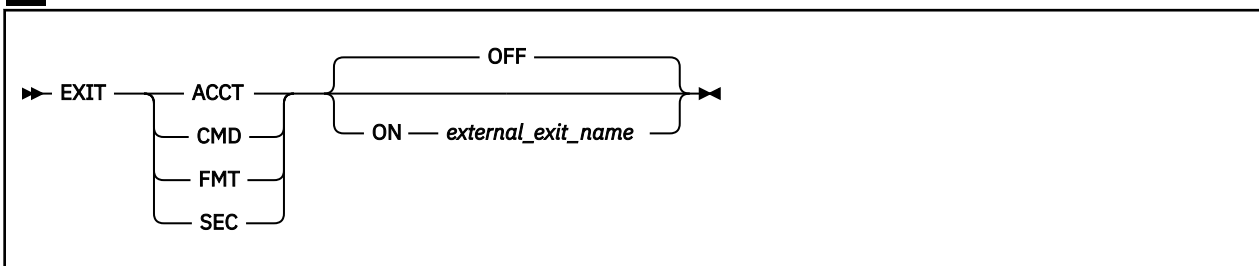 OFF
EXIT ACCT
ON external_exit_name
CMD
FMT
SEC